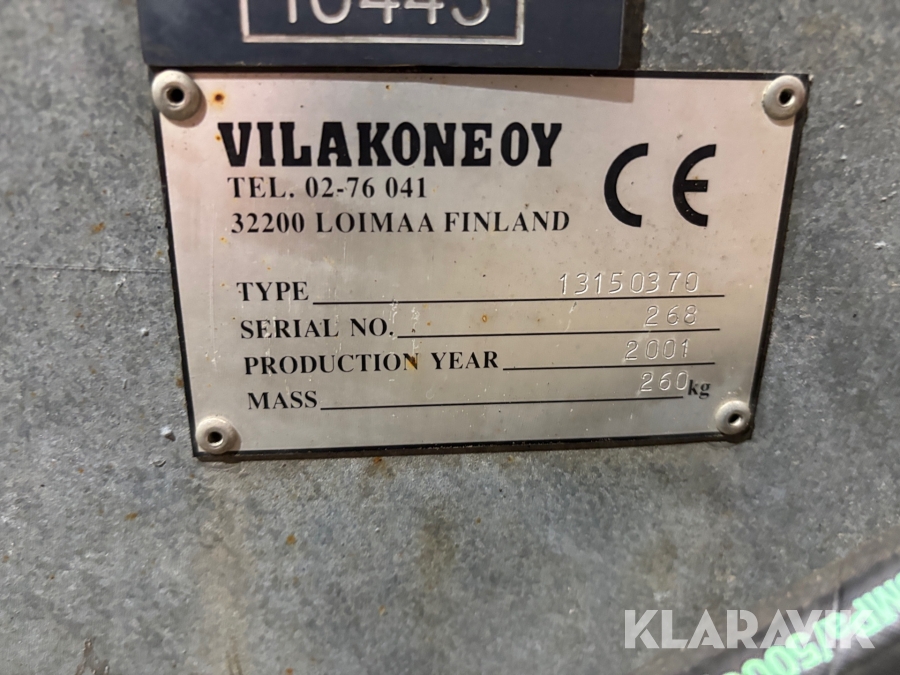 10445
VILAKONE OY
TEL. 02-76 041
32200 LOIMAA FINLAND
CE
TYPE 13150370
SERIAL NO. 268
PRODUCTION YEAR 2001
MASS 260 kg
KLARAVIK